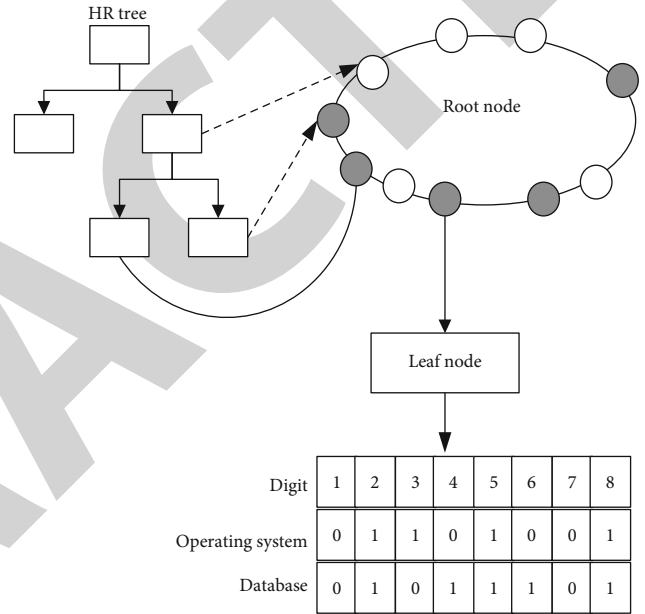 HR tree
Root node
Leaf node
Digit 1 2 3 4 5 6 7 8
Operating system 0 1 1 0 1 0 0 1
Database 0 1 0 1 1 1 0 1